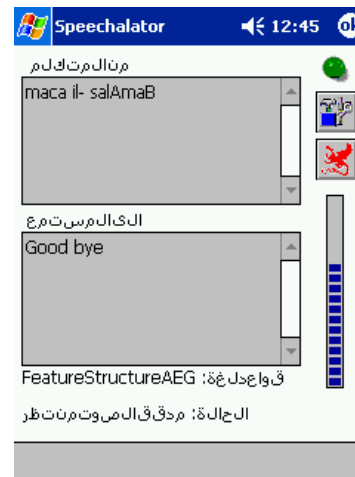 Speechalator 12:45 ok
من المتكلم
maca il- salAmaB
الى المستمع
Good bye
قواعد لغة: FeatureStructureAEG
الحالة: مدقق الصوت منتظر